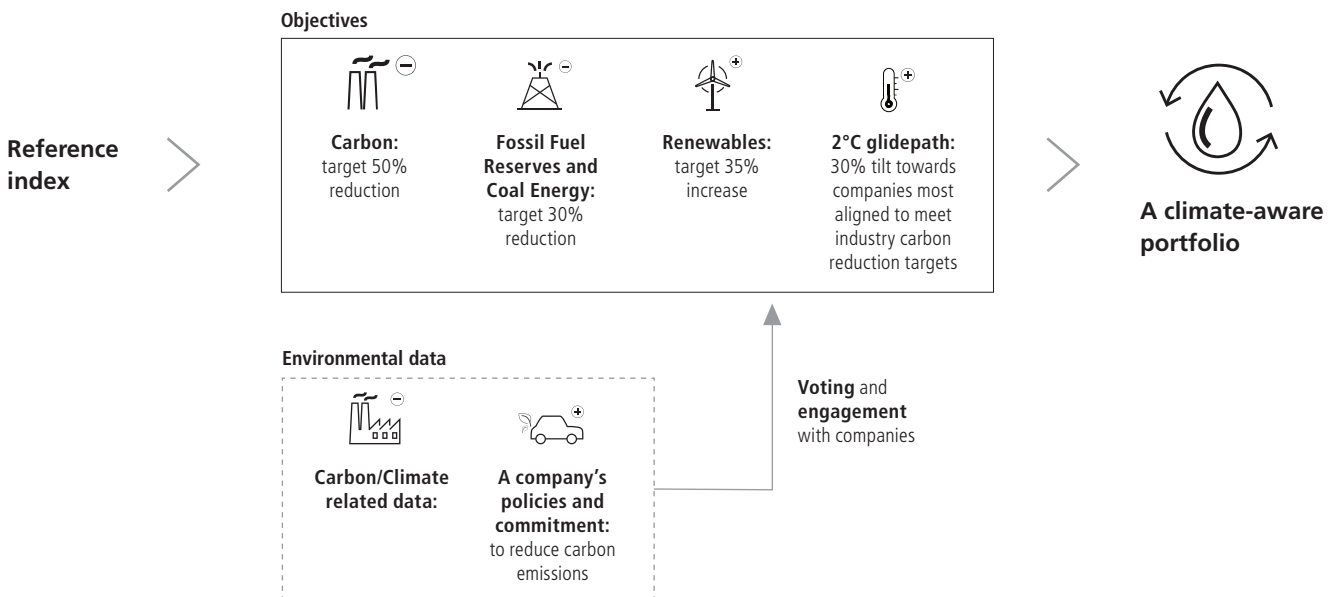 Objectives
Reference
index
Carbon:
target 50%
reduction
Fossil Fuel
Reserves and
Coal Energy:
target 30%
reduction
Renewables:
target 35%
increase
2°C glidepath:
30% tilt towards
companies most
aligned to meet
industry carbon
reduction targets
A climate-aware
portfolio
Environmental data
Carbon/Climate
related data:
A company’s
policies and
commitment:
to reduce carbon
emissions
Voting and
engagement
with companies